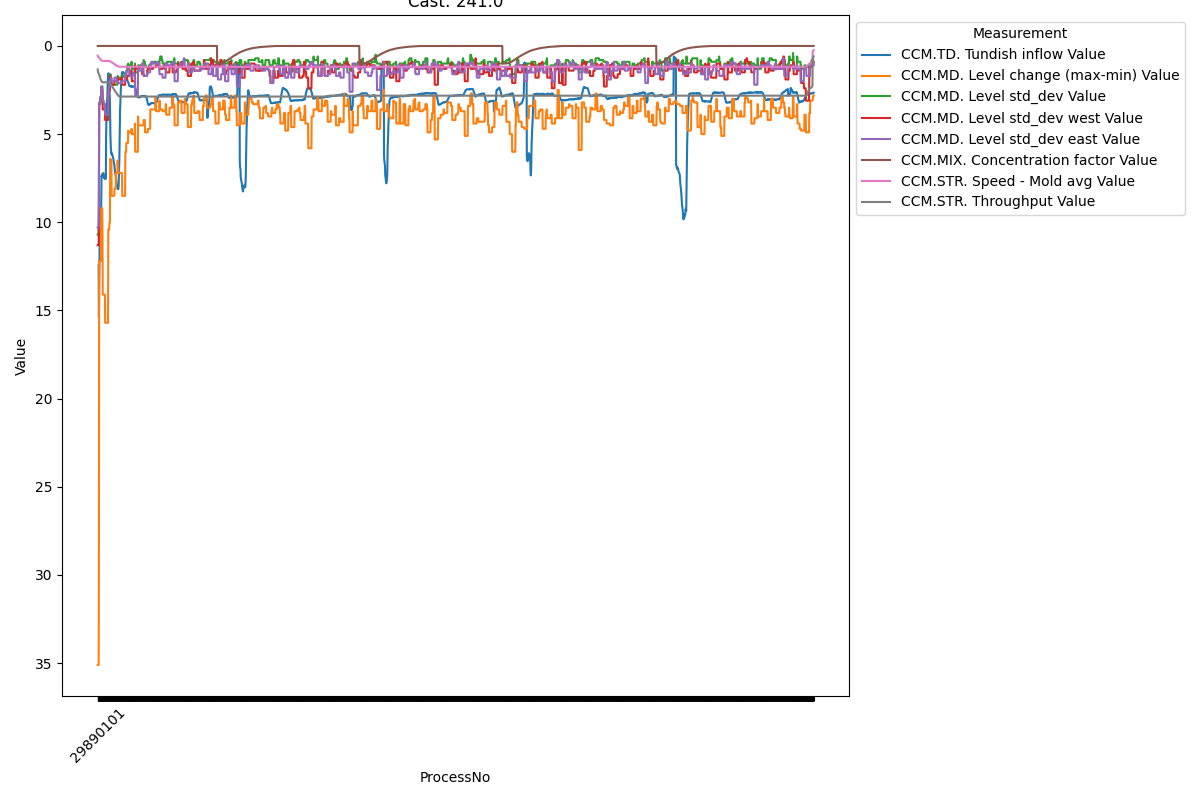 Cast: 241.0
Measurement
CCM.TD. Tundish inflow Value
CCM.MD. Level change (max-min) Value
CCM.MD. Level std_dev Value
CCM.MD. Level std_dev west Value
CCM.MD. Level std_dev east Value
CCM.MIX. Concentration factor Value
CCM.STR. Speed - Mold avg Value
CCM.STR. Throughput Value
0
5
10
15
20
25
30
35
Value
29890101
ProcessNo